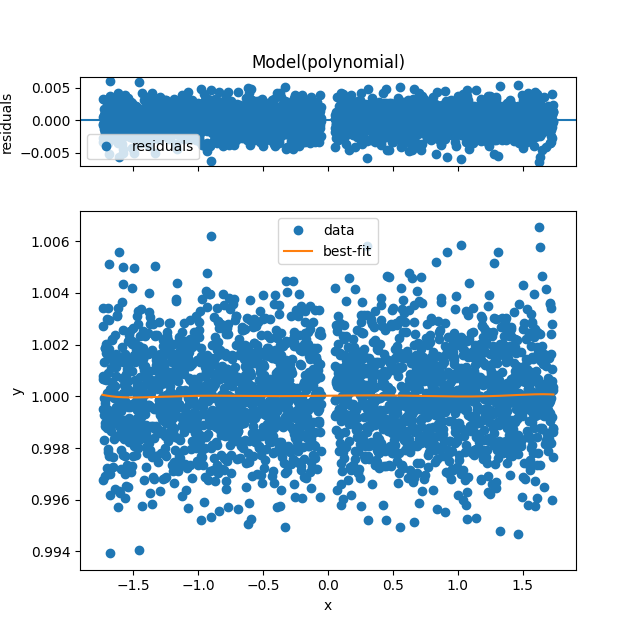 Model(polynomial)
residuals
0.005
0.000
−0.005
residuals
y
1.006
1.004
1.002
1.000
0.998
0.996
0.994
data
best-fit
−1.5
−1.0
−0.5
0.0
0.5
1.0
1.5
x